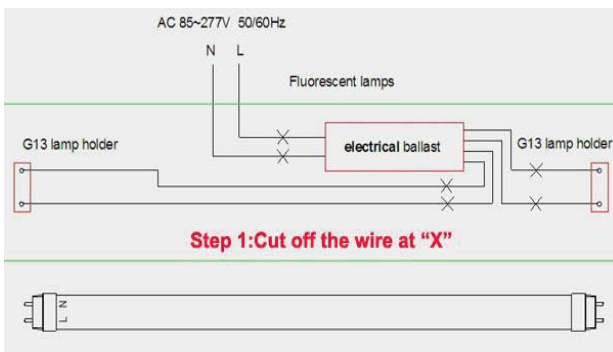 AC 85~277V 50/60Hz
N L
Fluorescent lamps
G13 lamp holder
electrical ballast
G13 lamp holder
Step 1:Cut off the wire at “X”
N
L